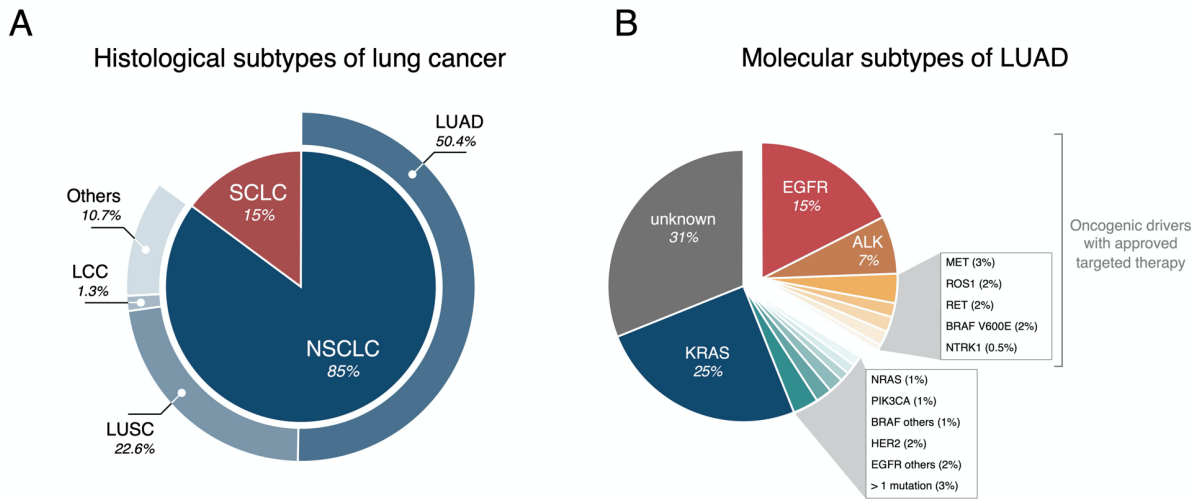 A
Histological subtypes of lung cancer
LUAD
50.4%
SCLC
15%
Others
10.7%
LCC
1.3%
NSCLC
85%
LUSC
22.6%
B
Molecular subtypes of LUAD
EGFR
15%
unknown
31%
ALK
7%
Oncogenic drivers
with approved
targeted therapy
MET (3%)
ROS1 (2%)
RET (2%)
BRAF V600E (2%)
NTRK1 (0.5%)
KRAS
25%
NRAS (1%)
PIK3CA (1%)
BRAF others (1%)
HER2 (2%)
EGFR others (2%)
> 1 mutation (3%)